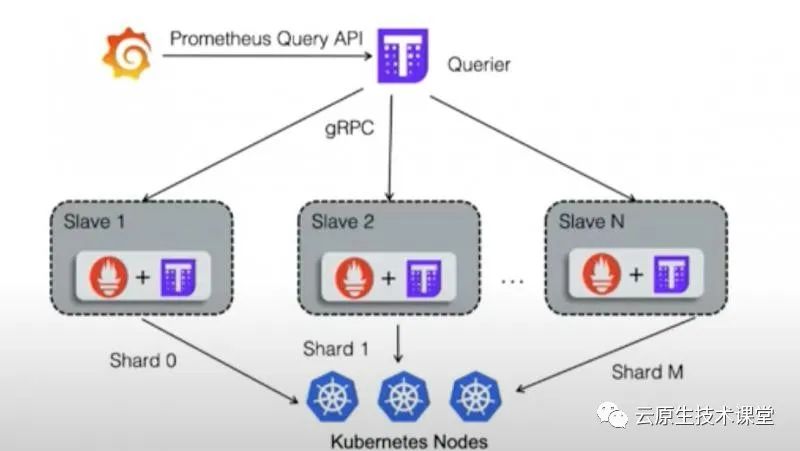 Prometheus Query API
Querier
gRPC
Slave 1
Slave 2
Slave N
+
+
+
...
Shard 0
Shard 1
Shard M
Kubernetes Nodes
云原生技术课堂